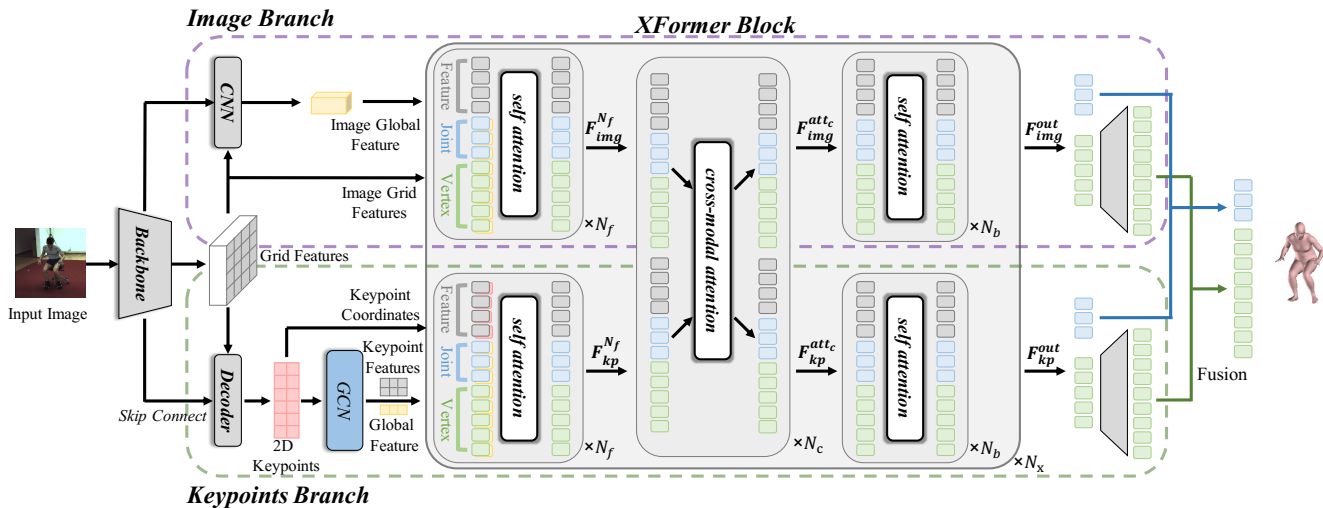 Image Branch
XFormer Block
CNN
Image Global
Feature
Image Grid
Features
Feature
Joint
Vertex
self attention
×N_f
F_img^{N_f}
cross-modal attention
×N_c
F_img^{att_c}
self attention
×N_b
F_img^{out}
Input Image
Backbone
Grid Features
Decoder
Skip Connect
2D
Keypoints
GCN
Keypoint
Coordinates
Keypoint
Features
Global
Feature
Feature
Joint
Vertex
self attention
×N_f
F_kp^{N_f}
F_kp^{att_c}
self attention
×N_b
×N_x
F_kp^{out}
Fusion
Keypoints Branch